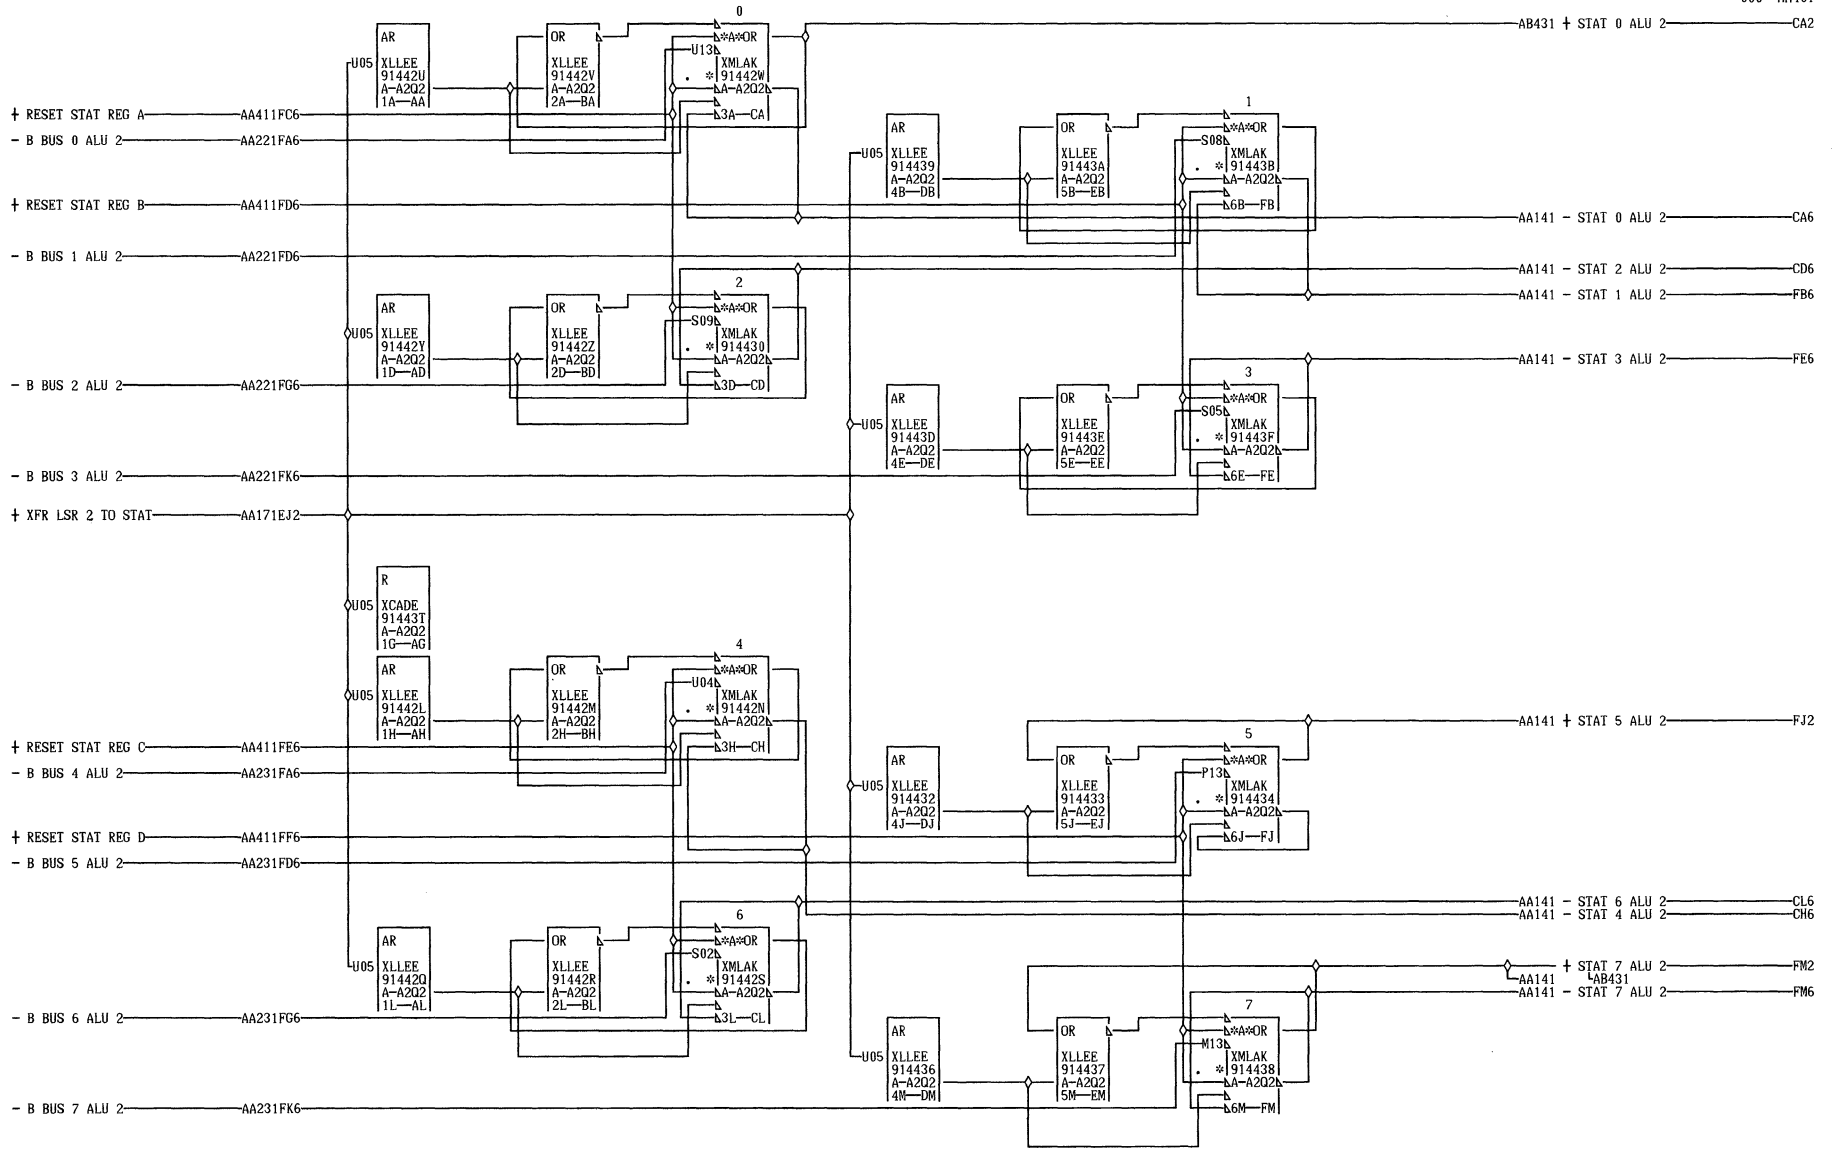 0
AB431 + STAT 0 ALU 2 CA2
AR
U05 XLLEE
91442U
A-A2Q2
1A AA
OR
XLLEE
91442V
A-A2Q2
2A BA
*A*OR
U13
XMLAK
. * 91442W
A-A2Q2
3A CA
+ RESET STAT REG A AA411FC6
- B BUS 0 ALU 2 AA221FA6
1
AR
U05 XLLEE
914439
A-A2Q2
4B DB
OR
XLLEE
91443A
A-A2Q2
5B EB
*A*OR
S08
XMLAK
. * 91443B
A-A2Q2
6B FB
+ RESET STAT REG B AA411FD6
AA141 - STAT 0 ALU 2 CA6
- B BUS 1 ALU 2 AA221FD6
AA141 - STAT 2 ALU 2 CD6
AA141 - STAT 1 ALU 2 FB6
2
AR
U05 XLLEE
91442Y
A-A2Q2
1D AD
OR
XLLEE
91442Z
A-A2Q2
2D BD
*A*OR
S09
XMLAK
. * 914430
A-A2Q2
3D CD
AA141 - STAT 3 ALU 2 FE6
- B BUS 2 ALU 2 AA221FG6
3
AR
U05 XLLEE
91443D
A-A2Q2
4E DE
OR
XLLEE
91443E
A-A2Q2
5E EE
*A*OR
S05
XMLAK
. * 91443F
A-A2Q2
6E FE
- B BUS 3 ALU 2 AA221FK6
+ XFR LSR 2 TO STAT AA171EJ2
R
U05 XCADE
91443T
A-A2Q2
1G AG
4
AR
U05 XLLEE
91442L
A-A2Q2
1H AH
OR
XLLEE
91442M
A-A2Q2
2H BH
*A*OR
U04
XMLAK
. * 91442N
A-A2Q2
3H CH
AA141 + STAT 5 ALU 2 FJ2
+ RESET STAT REG C AA411FE6
- B BUS 4 ALU 2 AA231FA6
5
AR
U05 XLLEE
914432
A-A2Q2
4J DJ
OR
XLLEE
914433
A-A2Q2
5J EJ
*A*OR
P13
XMLAK
. * 914434
A-A2Q2
6J FJ
+ RESET STAT REG D AA411FF6
- B BUS 5 ALU 2 AA231FD6
AA141 - STAT 6 ALU 2 CL6
AA141 - STAT 4 ALU 2 CH6
6
AR
U05 XLLEE
91442Q
A-A2Q2
1L AL
OR
XLLEE
91442R
A-A2Q2
2L BL
*A*OR
S02
XMLAK
. * 91442S
A-A2Q2
3L CL
+ STAT 7 ALU 2 FM2
AA141 AB431
AA141 - STAT 7 ALU 2 FM6
- B BUS 6 ALU 2 AA231FG6
7
AR
U05 XLLEE
914436
A-A2Q2
4M DM
OR
XLLEE
914437
A-A2Q2
5M EM
*A*OR
M13
XMLAK
. * 914438
A-A2Q2
6M FM
- B BUS 7 ALU 2 AA231FK6